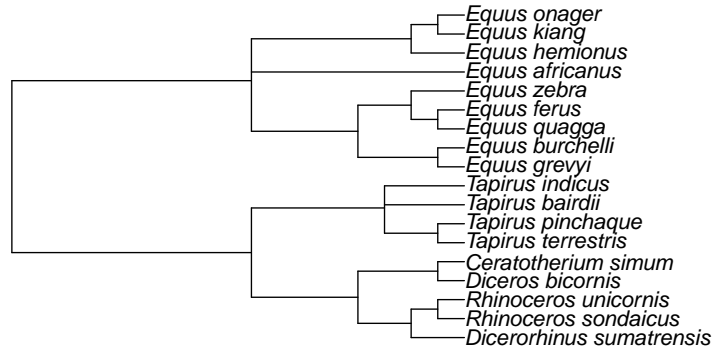 Equus onager
Equus kiang
Equus hemionus
Equus africanus
Equus zebra
Equus ferus
Equus quagga
Equus burchelli
Equus grevyi
Tapirus indicus
Tapirus bairdii
Tapirus pinchaque
Tapirus terrestris
Ceratotherium simum
Diceros bicornis
Rhinoceros unicornis
Rhinoceros sondaicus
Dicerorhinus sumatrensis